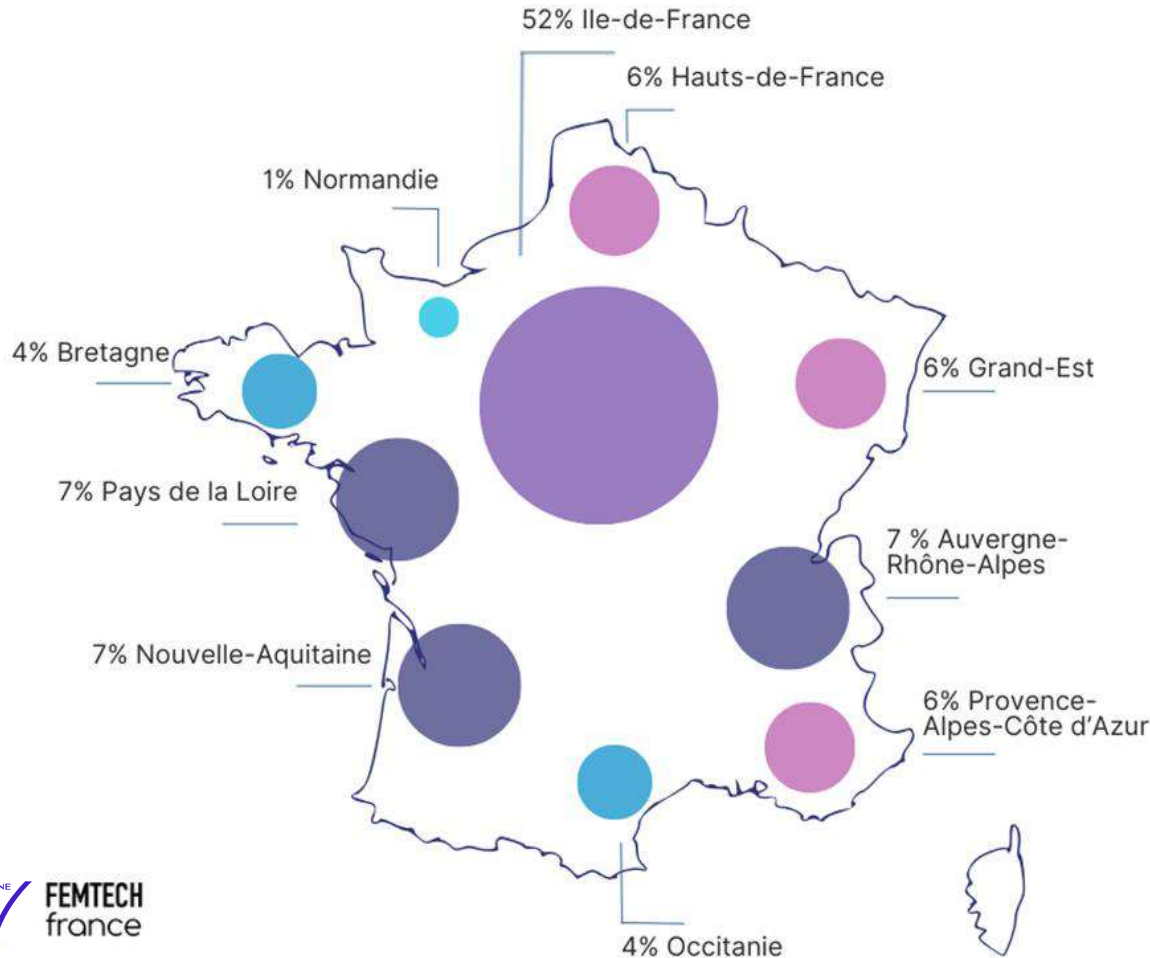 52% Ile-de-France
6% Hauts-de-France
1% Normandie
4% Bretagne
6% Grand-Est
7% Pays de la Loire
7 % Auvergne-
Rhône-Alpes
7% Nouvelle-Aquitaine
6% Provence-
Alpes-Côte d'Azur
4% Occitanie
FEMTECH
france